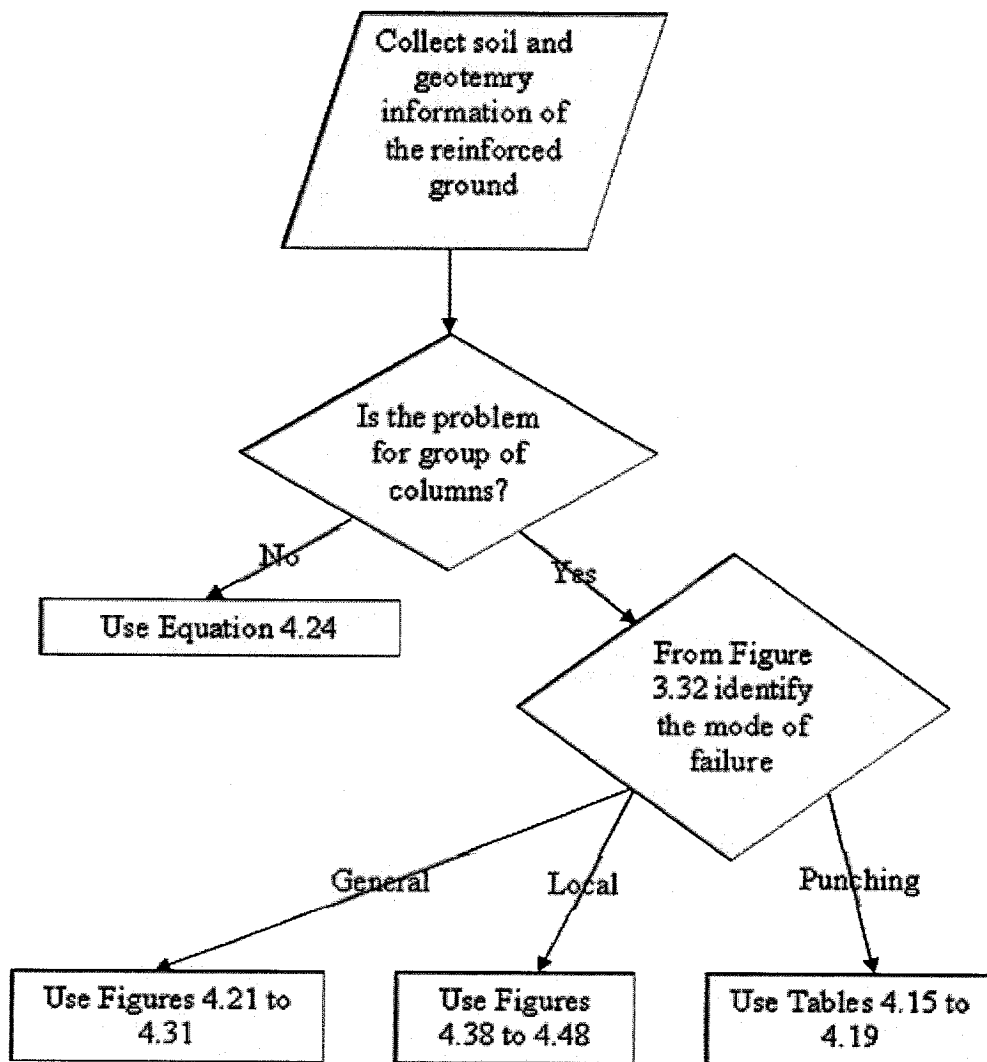 Collect soil and
geotemry
information of
the reinforced
ground
Is the problem
for group of
columns?
No
Yes
Use Equation 4.24
From Figure
3.32 identify
the mode of
failure
General
Local
Punching
Use Figures 4.21 to
4.31
Use Figures
4.38 to 4.48
Use Tables 4.15 to
4.19